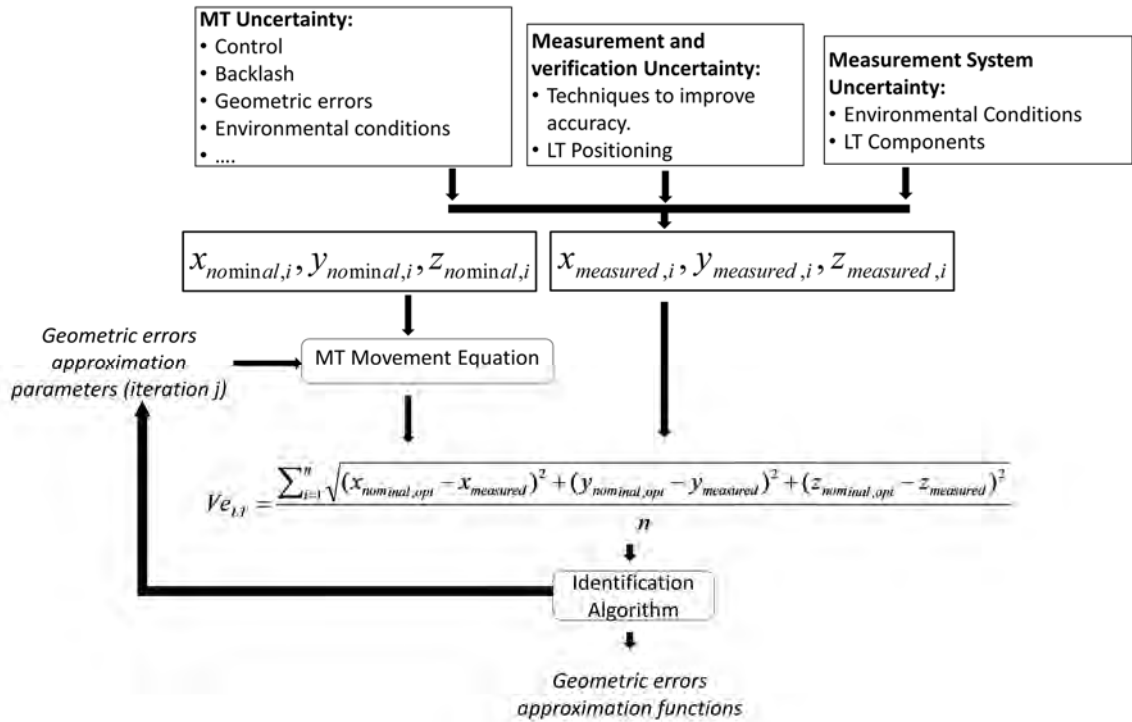 MT Uncertainty:
• Control
• Backlash
• Geometric errors
• Environmental conditions
• ....
Measurement and
verification Uncertainty:
• Techniques to improve
accuracy.
• LT Positioning
Measurement System
Uncertainty:
• Environmental Conditions
• LT Components
x_{nominal,i}, y_{nominal,i}, z_{nominal,i}
x_{measured,i}, y_{measured,i}, z_{measured,i}
Geometric errors
approximation
parameters (iteration j)
MT Movement Equation
Ve_{LT} = \frac{\sum_{i=1}^{n} \sqrt{(x_{nominal,opt} - x_{measured})^2 + (y_{nominal,opt} - y_{measured})^2 + (z_{nominal,opt} - z_{measured})^2}}{n}
Identification
Algorithm
Geometric errors
approximation functions